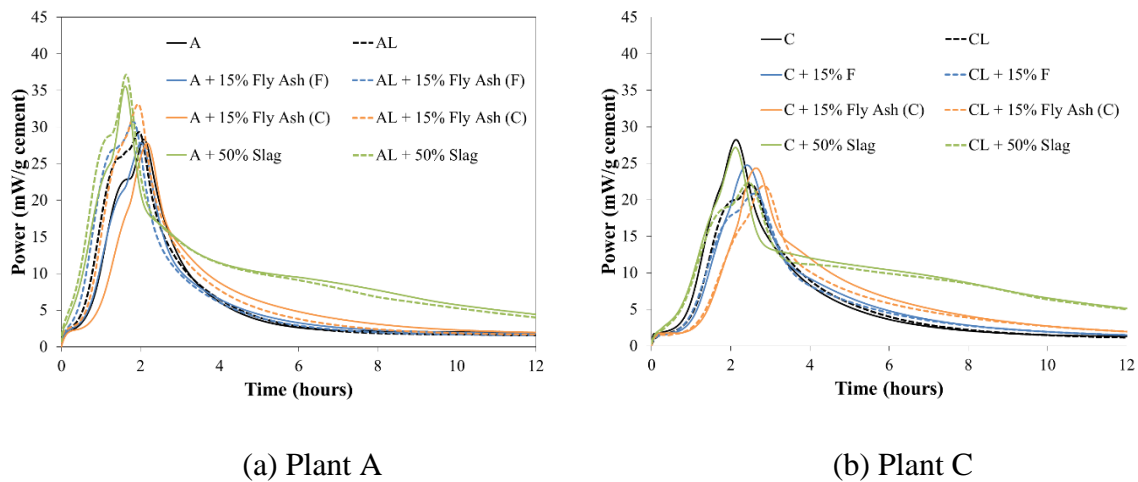 45
40
35
30
25
20
15
10
5
0
Power (mW/g cement)
A
AL
A + 15% Fly Ash (F)
AL + 15% Fly Ash (F)
A + 15% Fly Ash (C)
AL + 15% Fly Ash (C)
A + 50% Slag
AL + 50% Slag
0 2 4 6 8 10 12
Time (hours)
(a) Plant A
45
40
35
30
25
20
15
10
5
0
Power (mW/g cement)
C
CL
C + 15% F
CL + 15% F
C + 15% Fly Ash (C)
CL + 15% Fly Ash (C)
C + 50% Slag
CL + 50% Slag
0 2 4 6 8 10 12
Time (hours)
(b) Plant C